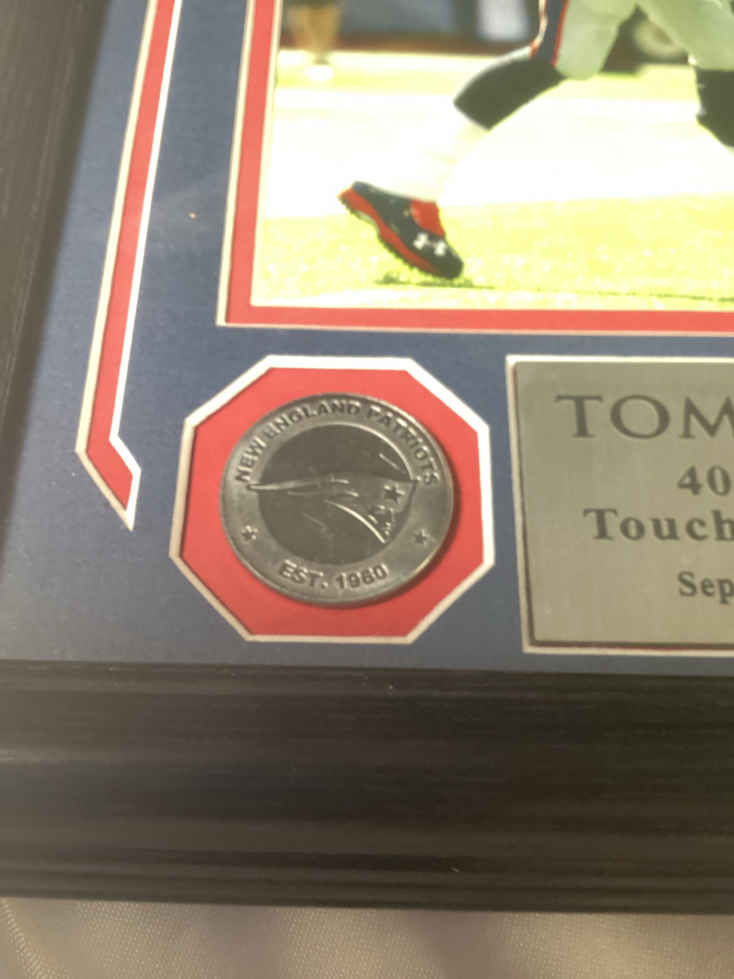 NEW ENGLAND PATRIOTS
EST. 1960
TOM
40
Touch
Sep